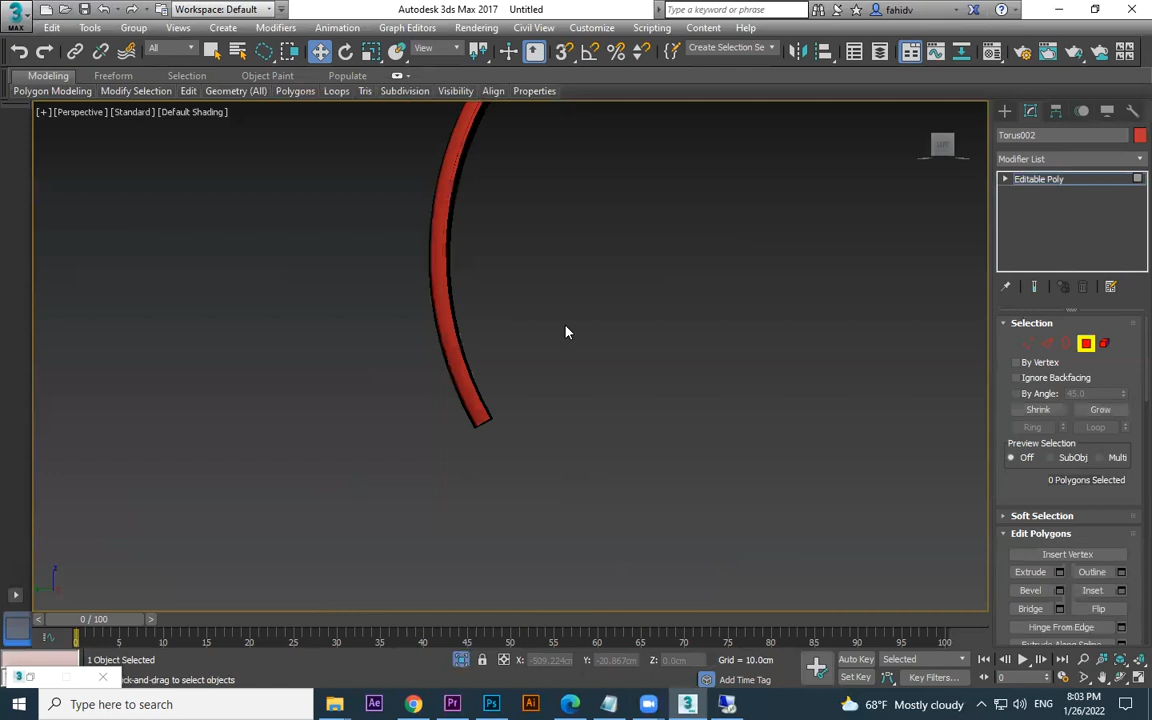 3 MAX Workspace: Default Autodesk 3ds Max 2017 Untitled Type a keyword or phrase fahidv
Edit Tools Group Views Create Modifiers Animation Graph Editors Rendering Civil View Customize Scripting Content Help
All View Create Selection Se
Modeling Freeform Selection Object Paint Populate
Polygon Modeling Modify Selection Edit Geometry (All) Polygons Loops Tris Subdivision Visibility Align Properties
[+] [Perspective ] [Standard ] [Default Shading ]
Torus002
Modifier List
Editable Poly
Selection
By Vertex
Ignore Backfacing
By Angle: 45.0
Shrink Grow
Ring Loop
Preview Selection
Off SubObj Multi
0 Polygons Selected
Soft Selection
Edit Polygons
Insert Vertex
Extrude Outline
Bevel Inset
Bridge Flip
Hinge From Edge
0 / 100
0 5 10 15 20 25 30 35 40 45 50 55 60 65 70 75 80 85 90 95 100
1 Object Selected X: -509.224cm Y: -20.867cm Z: 0.0cm Grid = 10.0cm Auto Key Selected
-and-drag to select objects Add Time Tag Set Key Key Filters... 0
Type here to search 68°F Mostly cloudy 8:03 PM
1/26/2022